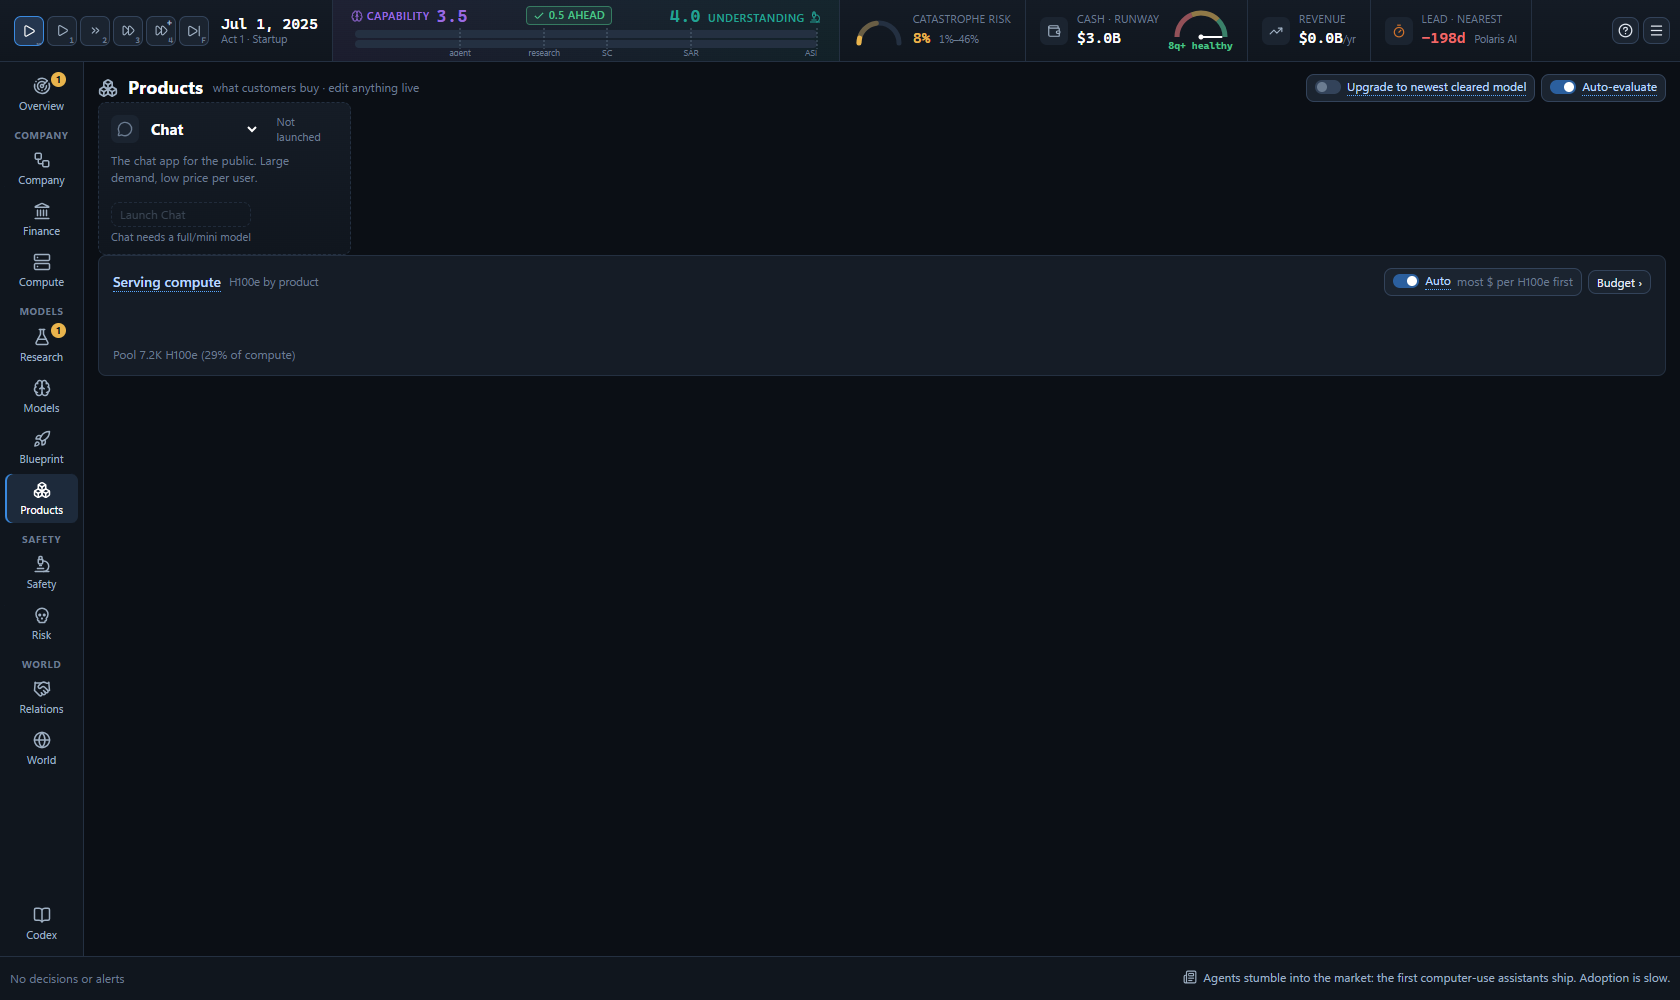 1
2
3
4
F
Jul 1, 2025
Act 1 · Startup
CAPABILITY 3.5
0.5 AHEAD
4.0 UNDERSTANDING
agent
research
SC
SAR
ASI
CATASTROPHE RISK
8% 1%–46%
CASH · RUNWAY
$3.0B
8q+ healthy
REVENUE
$0.0B/yr
LEAD · NEAREST
−198d Polaris AI
1
Overview
COMPANY
Company
Finance
Compute
MODELS
1
Research
Models
Blueprint
Products
SAFETY
Safety
Risk
WORLD
Relations
World
Codex
Products what customers buy · edit anything live
Upgrade to newest cleared model
Auto-evaluate
Chat
Not launched
The chat app for the public. Large
demand, low price per user.
Launch Chat
Chat needs a full/mini model
Serving compute H100e by product
Auto most $ per H100e first
Budget ›
Pool 7.2K H100e (29% of compute)
No decisions or alerts
Agents stumble into the market: the first computer-use assistants ship. Adoption is slow.